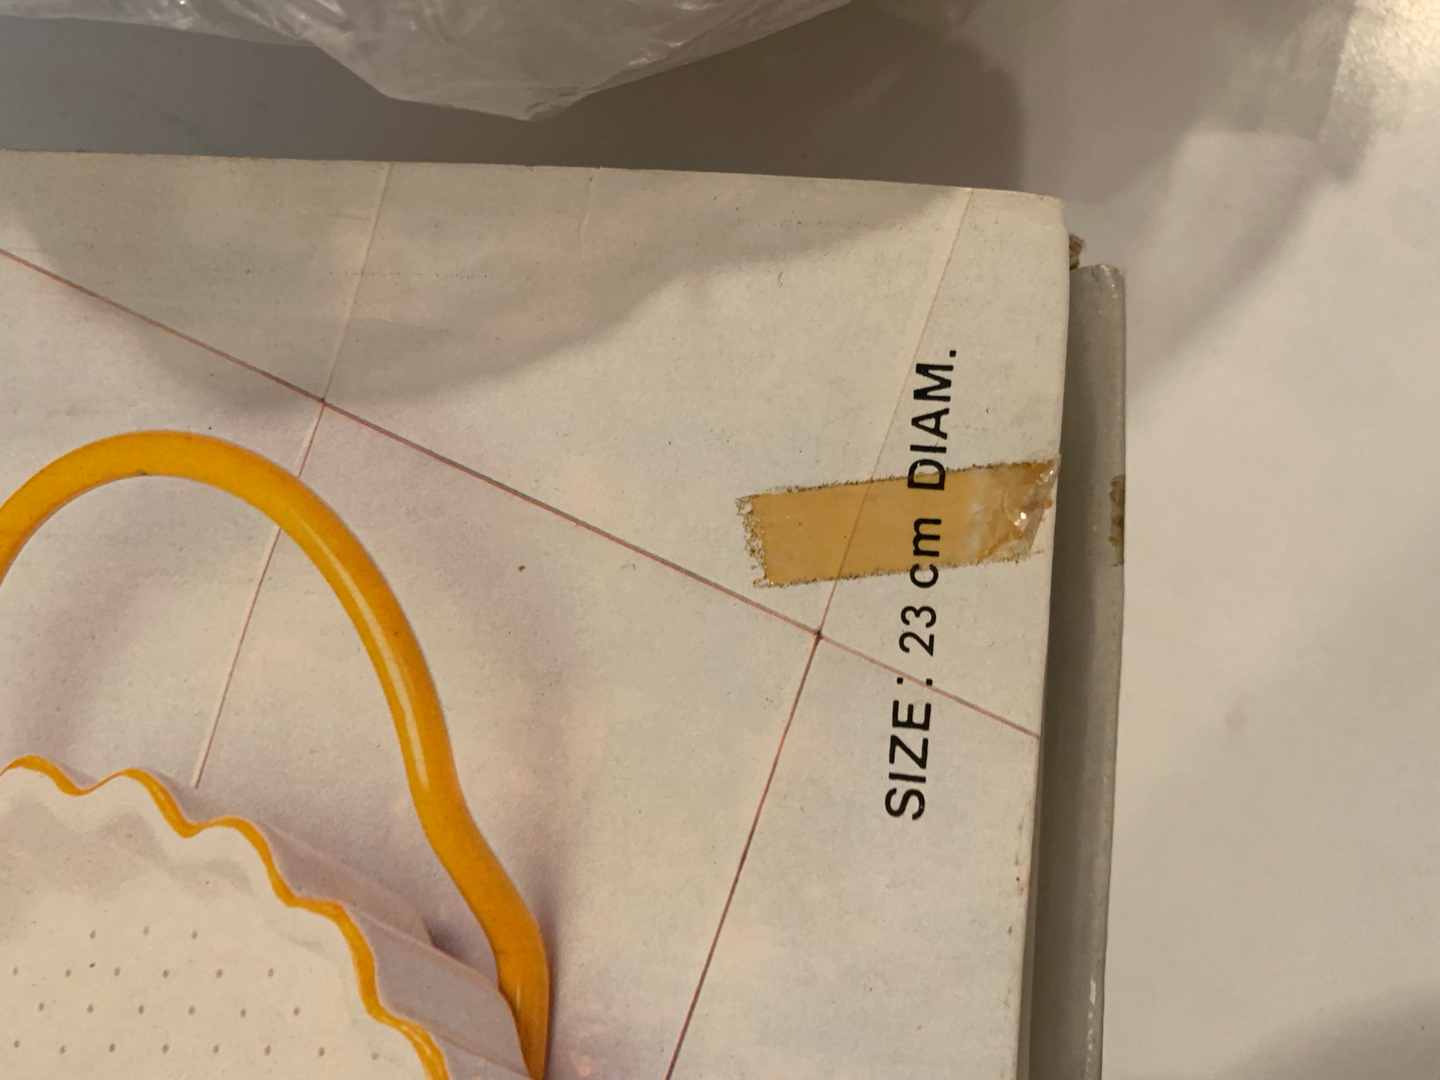 SIZE : 23 cm DIAM.